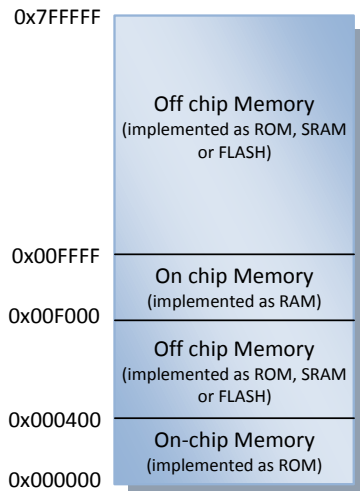 0x7FFFFF
Off chip Memory
(implemented as ROM, SRAM
or FLASH)
0x00FFFF
On chip Memory
(implemented as RAM)
0x00F000
Off chip Memory
(implemented as ROM, SRAM
or FLASH)
0x000400
On-chip Memory
(implemented as ROM)
0x000000